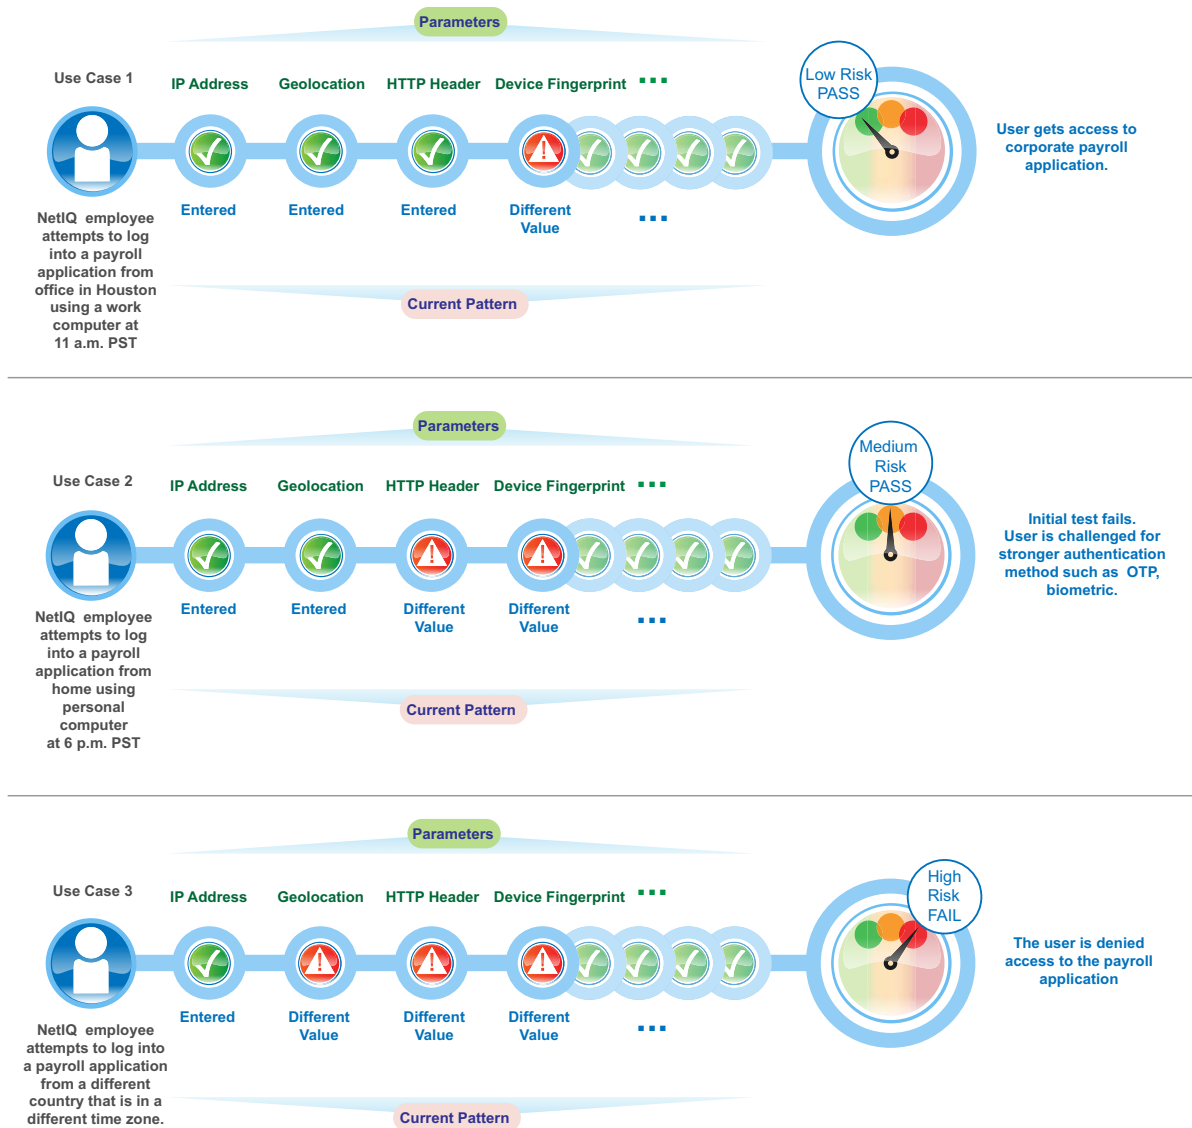 Parameters
Use Case 1
IP Address
Geolocation
HTTP Header
Device Fingerprint
...
Low Risk
PASS
User gets access to
corporate payroll
application.
Entered
Entered
Entered
Different
Value
...
NetIQ employee
attempts to log
into a payroll
application from
office in Houston
using a work
computer at
11 a.m. PST
Current Pattern
Parameters
Use Case 2
IP Address
Geolocation
HTTP Header
Device Fingerprint
...
Medium
Risk
PASS
Initial test fails.
User is challenged for
stronger authentication
method such as OTP,
biometric.
Entered
Entered
Different
Value
Different
Value
...
NetIQ employee
attempts to log
into a payroll
application from
home using
personal
computer
at 6 p.m. PST
Current Pattern
Parameters
Use Case 3
IP Address
Geolocation
HTTP Header
Device Fingerprint
...
High
Risk
FAIL
The user is denied
access to the payroll
application
Entered
Different
Value
Different
Value
Different
Value
...
NetIQ employee
attempts to log into
a payroll application
from a different
country that is in a
different time zone.
Current Pattern